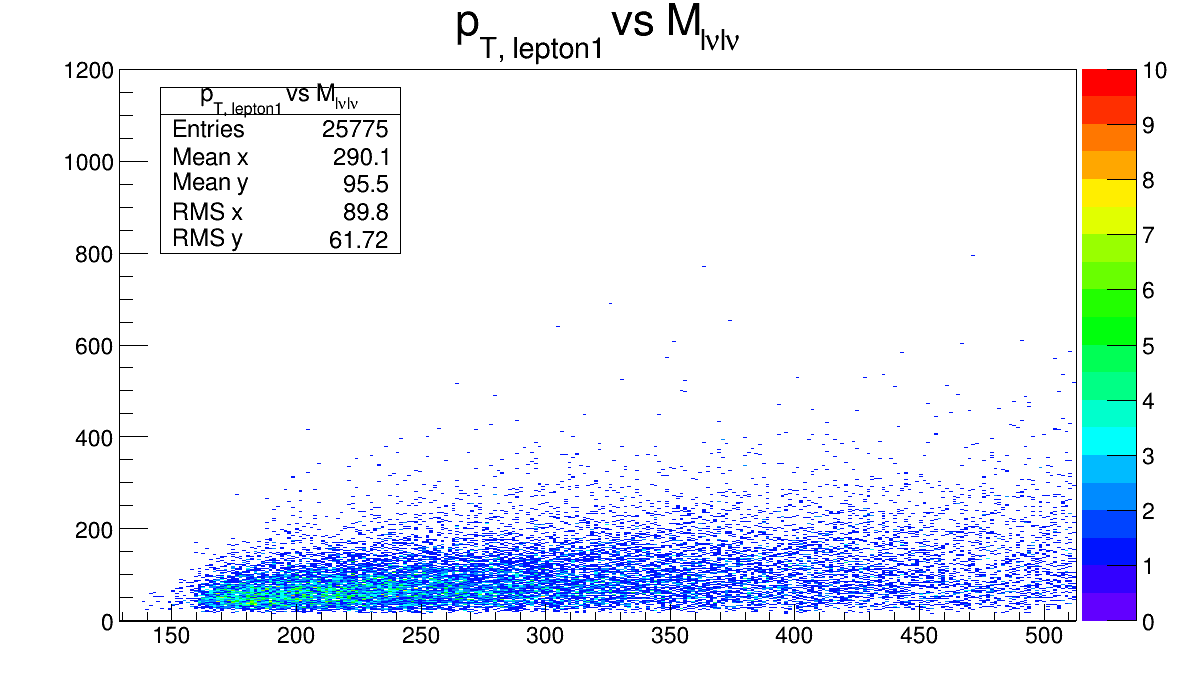 p_T, lepton1 vs M_lνlν
p_T, lepton1 vs M_lνlν
Entries 25775
Mean x 290.1
Mean y 95.5
RMS x 89.8
RMS y 61.72
1200
1000
800
600
400
200
0
150 200 250 300 350 400 450 500
10
9
8
7
6
5
4
3
2
1
0